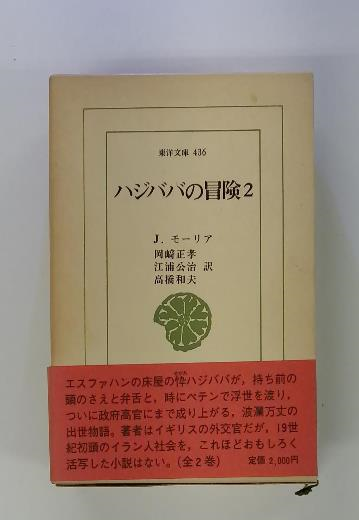 東洋文庫 436
ハジババの冒険2
J. モーリア
岡﨑正孝
江浦公治 訳
高橋和夫
エスファハンの床屋の忰ハジババが，持ち前の
頭のさえと弁舌と，時にペテンで浮世を渡り，
ついに政府高官にまで成り上がる，波瀾万丈の
出世物語。著者はイギリスの外交官だが，19世
紀初頭のイラン人社会を，これほどおもしろく
活写した小説はない。（全2巻）
定価 2,000円